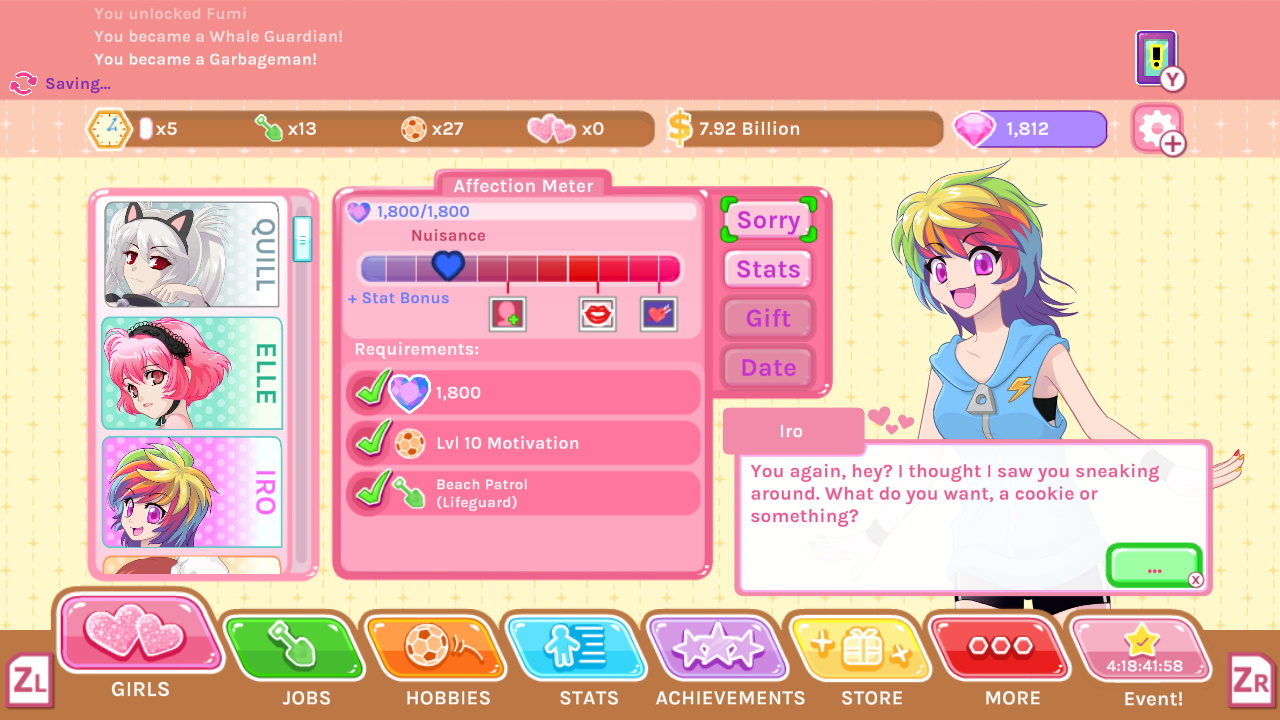 You unlocked Fumi
You became a Whale Guardian!
You became a Garbageman!
Saving...
Y
x5
x13
x27
x0
$ 7.92 Billion
1,812
Affection Meter
1,800/1,800
Nuisance
+ Stat Bonus
Requirements:
1,800
Lvl 10 Motivation
Beach Patrol
(Lifeguard)
QUILL
ELLE
IRO
Sorry
Stats
Gift
Date
Iro
You again, hey? I thought I saw you sneaking
around. What do you want, a cookie or
something?
...
X
ZL
GIRLS
JOBS
HOBBIES
STATS
ACHIEVEMENTS
STORE
MORE
4:18:41:58
Event!
ZR